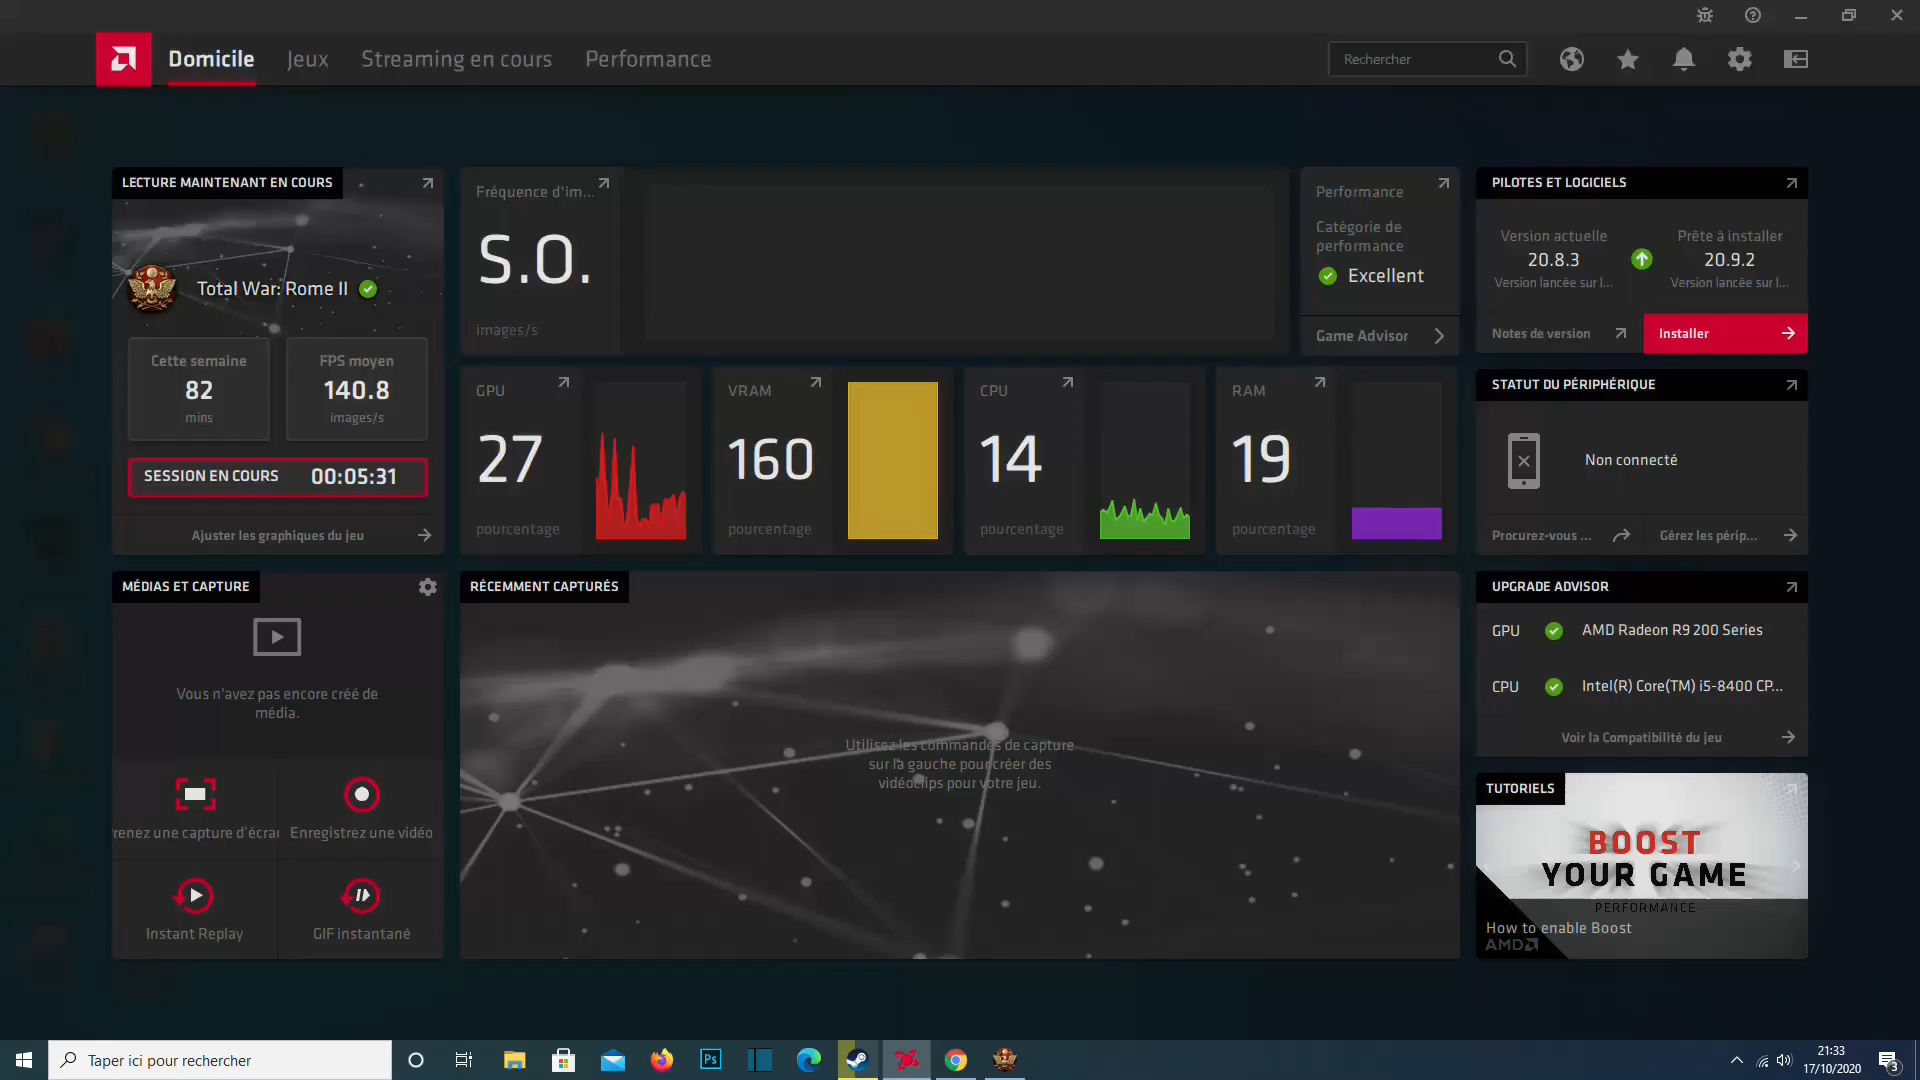 Domicile
Jeux
Streaming en cours
Performance
Rechercher
LECTURE MAINTENANT EN COURS
Total War: Rome II
Cette semaine
82
mins
FPS moyen
140.8
images/s
SESSION EN COURS 00:05:31
Ajuster les graphiques du jeu
Fréquence d'im...
S.O.
images/s
Performance
Catégorie de
performance
Excellent
Game Advisor
PILOTES ET LOGICIELS
Version actuelle
20.8.3
Version lancée sur l...
Prête à installer
20.9.2
Version lancée sur l...
Notes de version
Installer
GPU
27
pourcentage
VRAM
160
pourcentage
CPU
14
pourcentage
RAM
19
pourcentage
STATUT DU PÉRIPHÉRIQUE
Non connecté
Procurez-vous ...
Gérez les périp...
MÉDIAS ET CAPTURE
Vous n'avez pas encore créé de
média.
renez une capture d'écra
Enregistrez une vidéo
Instant Replay
GIF instantané
RÉCEMMENT CAPTURÉS
Utilisez les commandes de capture
sur la gauche pour créer des
vidéoclips pour votre jeu.
UPGRADE ADVISOR
GPU AMD Radeon R9 200 Series
CPU Intel(R) Core(TM) i5-8400 CP...
Voir la Compatibilité du jeu
TUTORIELS
BOOST
YOUR GAME
PERFORMANCE
How to enable Boost
AMD
Taper ici pour rechercher
Ps
21:33
17/10/2020
3